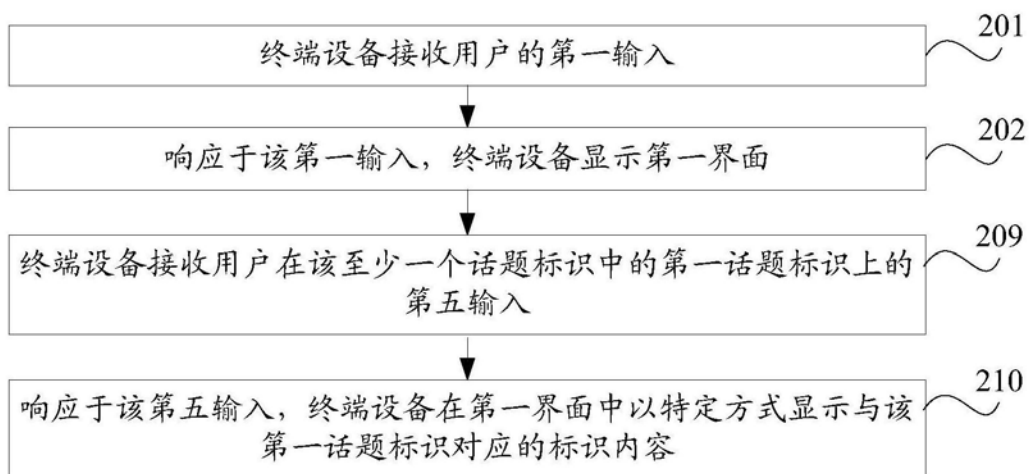 201
终端设备接收用户的第一输入
202
响应于该第一输入，终端设备显示第一界面
209
终端设备接收用户在该至少一个话题标识中的第一话题标识上的
第五输入
210
响应于该第五输入，终端设备在第一界面中以特定方式显示与该
第一话题标识对应的标识内容